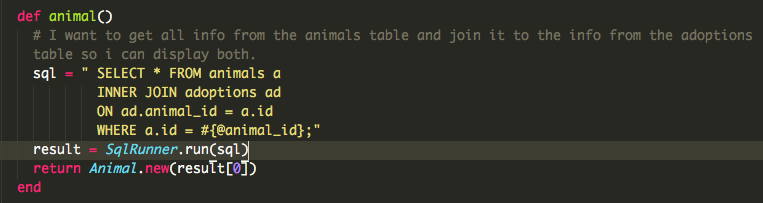 def animal()
# I want to get all info from the animals table and join it to the info from the adoptions
table so i can display both.
sql = " SELECT * FROM animals a
INNER JOIN adoptions ad
ON ad.animal_id = a.id
WHERE a.id = #{@animal_id};"
result = SqlRunner.run(sql)
return Animal.new(result[0])
end